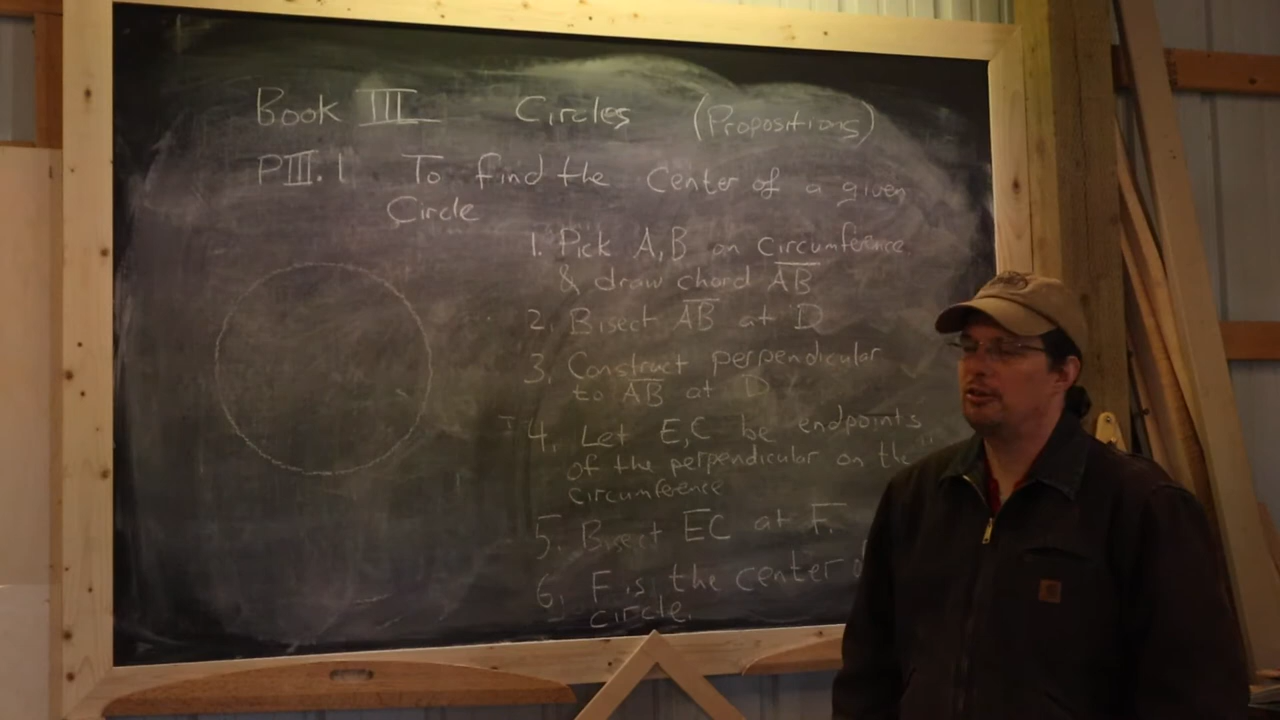 Book III Circles (Propositions)
PIII.1 To find the Center of a given
Circle
1. Pick A,B on circumference
& draw chord AB
2. Bisect AB at D
3. Construct perpendicular
to AB at D
4. Let E,C be endpoints
of the perpendicular on the
circumference
5. Bisect EC at F.
6. F is the center
circle.